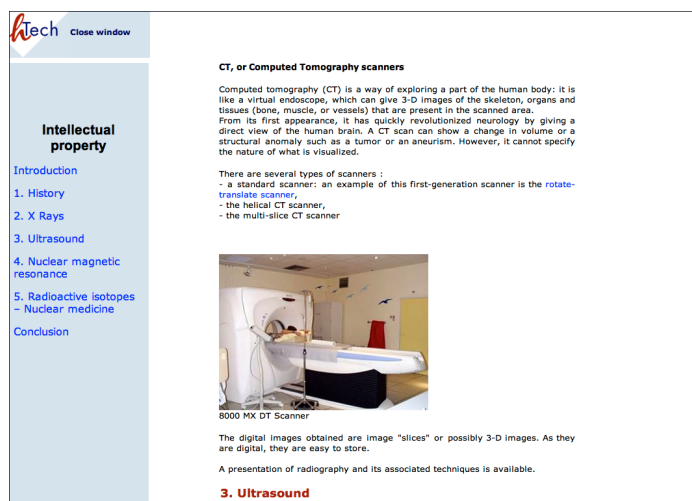 hTech
Close window
Intellectual
property
Introduction
1. History
2. X Rays
3. Ultrasound
4. Nuclear magnetic
resonance
5. Radioactive isotopes
– Nuclear medicine
Conclusion
CT, or Computed Tomography scanners
Computed tomography (CT) is a way of exploring a part of the human body: it is
like a virtual endoscope, which can give 3-D images of the skeleton, organs and
tissues (bone, muscle, or vessels) that are present in the scanned area.
From its first appearance, it has quickly revolutionized neurology by giving a
direct view of the human brain. A CT scan can show a change in volume or a
structural anomaly such as a tumor or an aneurism. However, it cannot specify
the nature of what is visualized.
There are several types of scanners :
- a standard scanner: an example of this first-generation scanner is the rotate-
translate scanner,
- the helical CT scanner,
- the multi-slice CT scanner
8000 MX DT Scanner
The digital images obtained are image "slices" or possibly 3-D images. As they
are digital, they are easy to store.
A presentation of radiography and its associated techniques is available.
3. Ultrasound